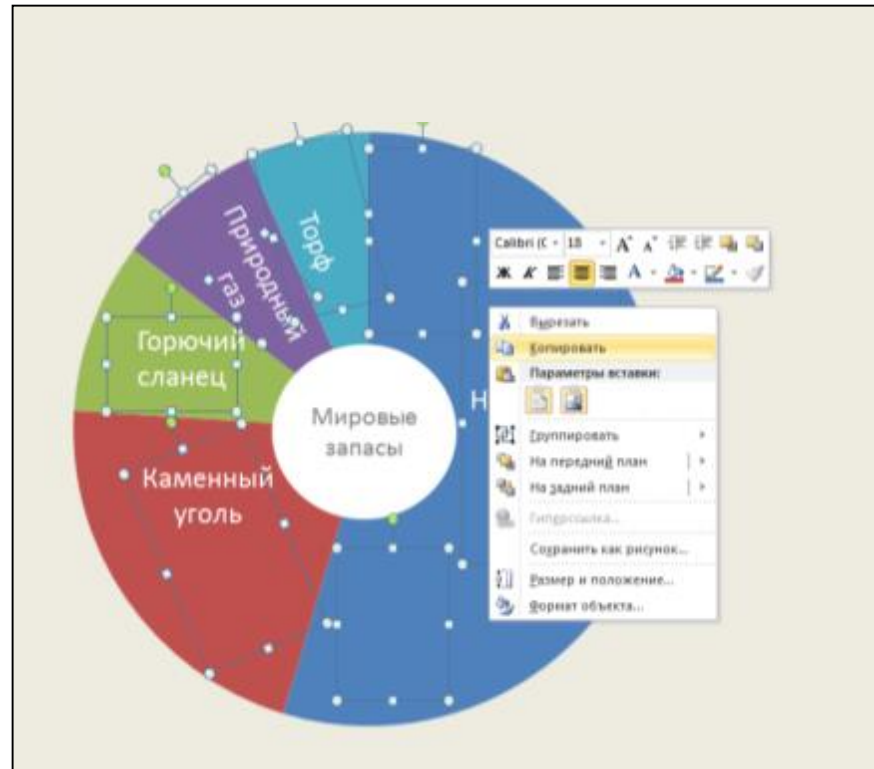 Торф
Природный
газ
Горючий
сланец
Мировые
запасы
Каменный
уголь
Н
Calibri (С
18
Ж К
А
Вырезать
Копировать
Параметры вставки:
Группировать
На передний план
На задний план
Гиперссылка...
Сохранить как рисунок...
Размер и положение...
Формат объекта...